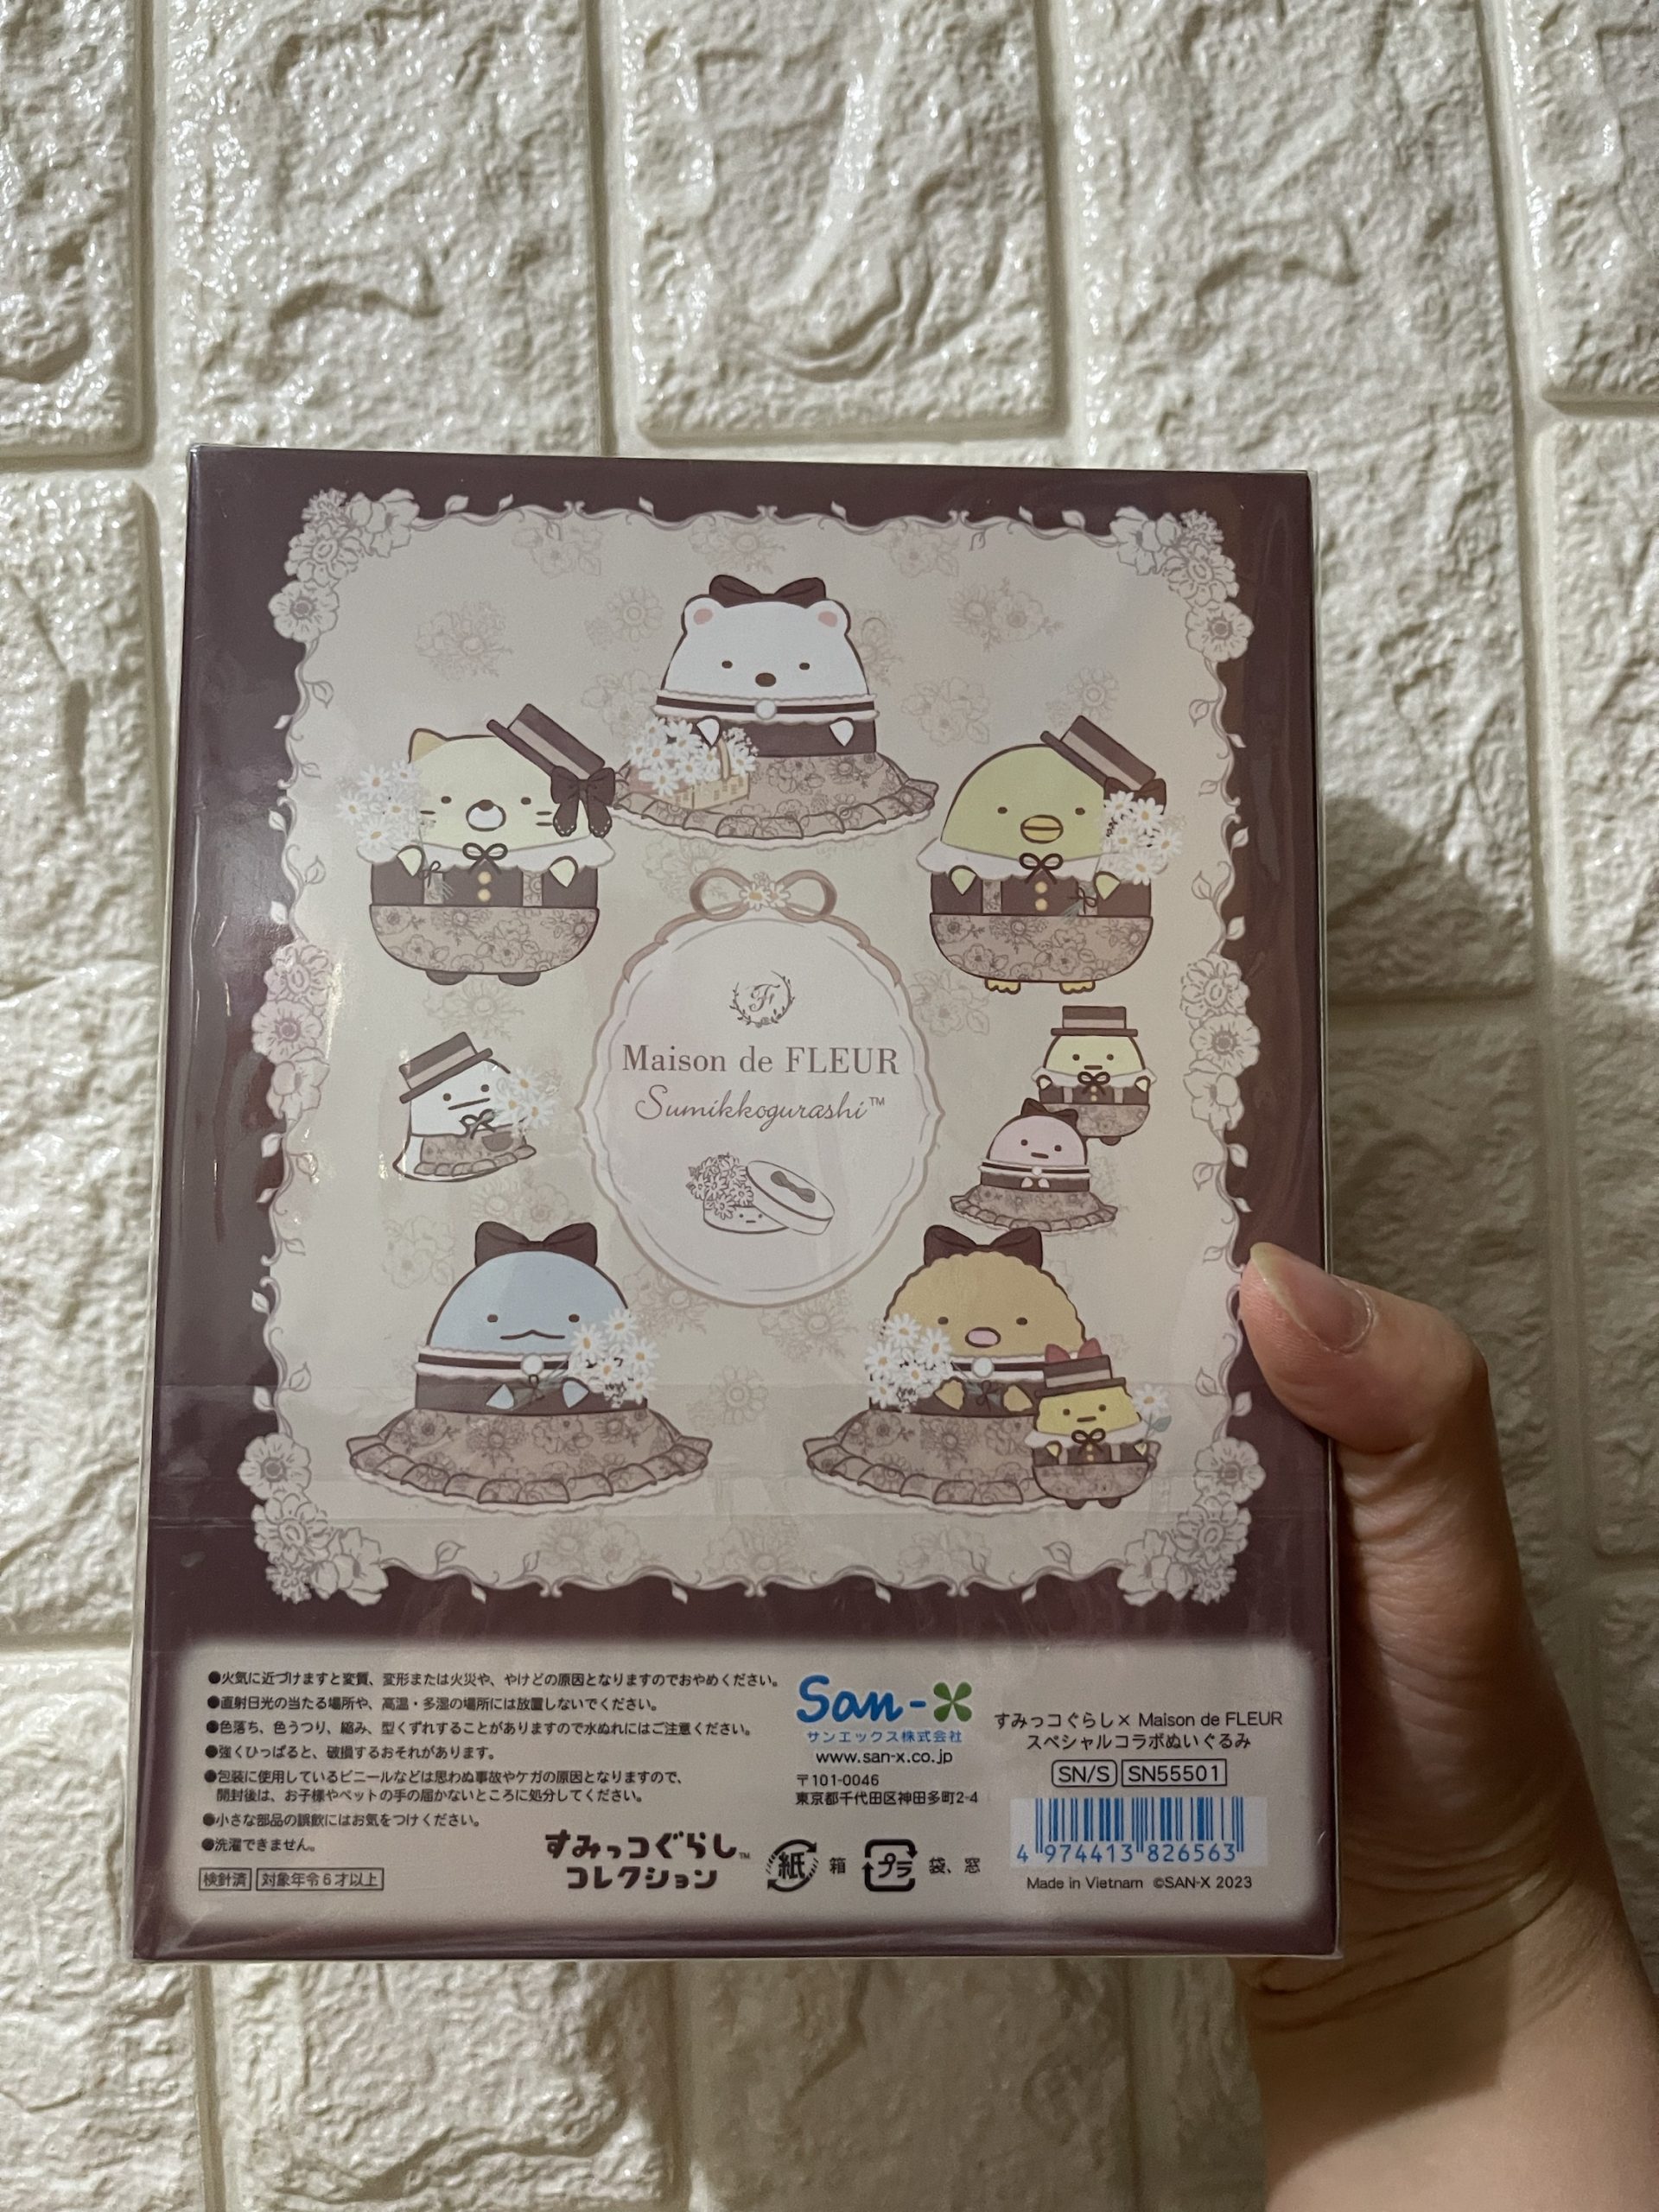 F
Maison de FLEUR
Sumikkogurashi™
●火気に近づけますと変質、変形または火災や、やけどの原因となりますのでおやめください。
●直射日光の当たる場所や、高温・多湿の場所には放置しないでください。
●色落ち、色うつり、縮み、型くずれすることがありますので水ぬれにはご注意ください。
●強くひっぱると、破損するおそれがあります。
●包装に使用しているビニールなどは思わぬ事故やケガの原因となりますので、
開封後は、お子様やペットの手の届かないところに処分してください。
●小さな部品の誤飲にはお気をつけください。
●洗濯できません。
検針済 対象年令6才以上
すみっコぐらし™
コレクション
San-X
サンエックス株式会社
www.san-x.co.jp
〒101-0046
東京都千代田区神田多町2-4
紙 箱 プラ 袋、窓
すみっコぐらし× Maison de FLEUR
スペシャルコラボぬいぐるみ
SN/S SN55501
4 974413 826563
Made in Vietnam ©SAN-X 2023